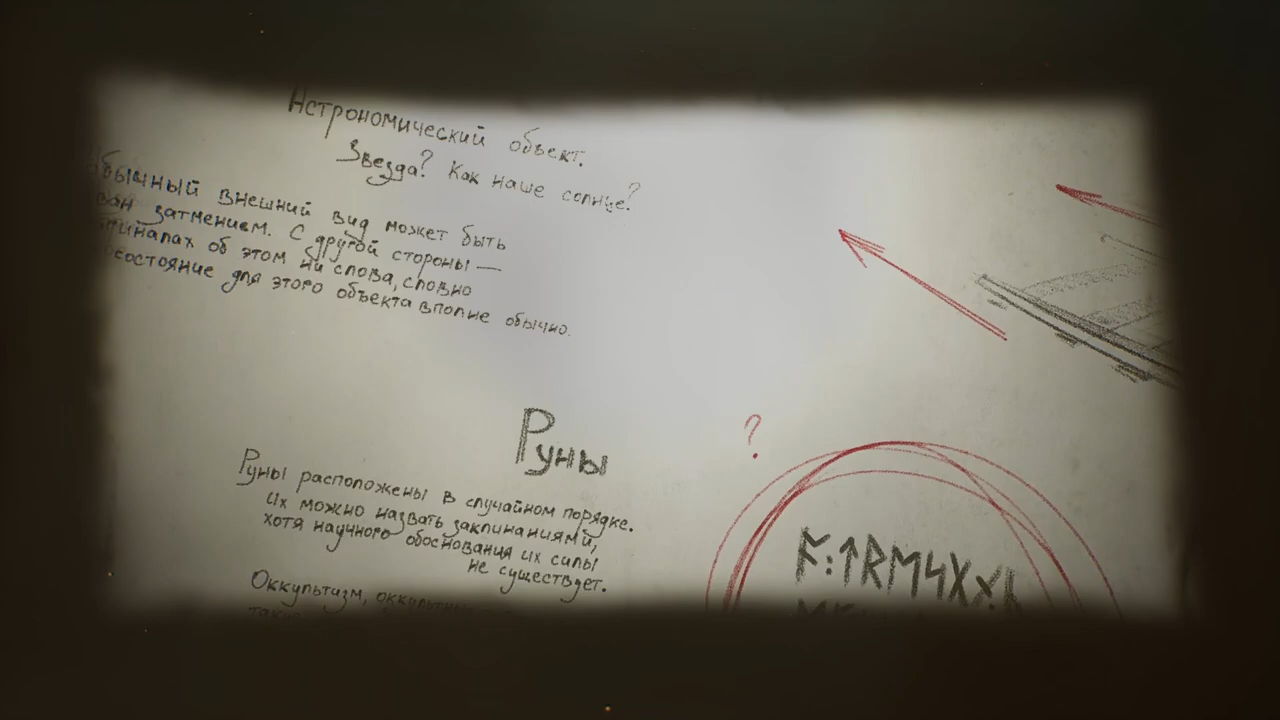 Астрономический объект.
Звезда? Как наше солнце?
внешний вид может быть
затмением. С другой стороны —
об этом ни слова, словно
состояние для этого объекта вполне обычно.
Руны
Руны расположены в случайном порядке.
Их можно назвать заклинаниями,
хотя научного обоснования их силы
не существует.
?
Оккультизм,